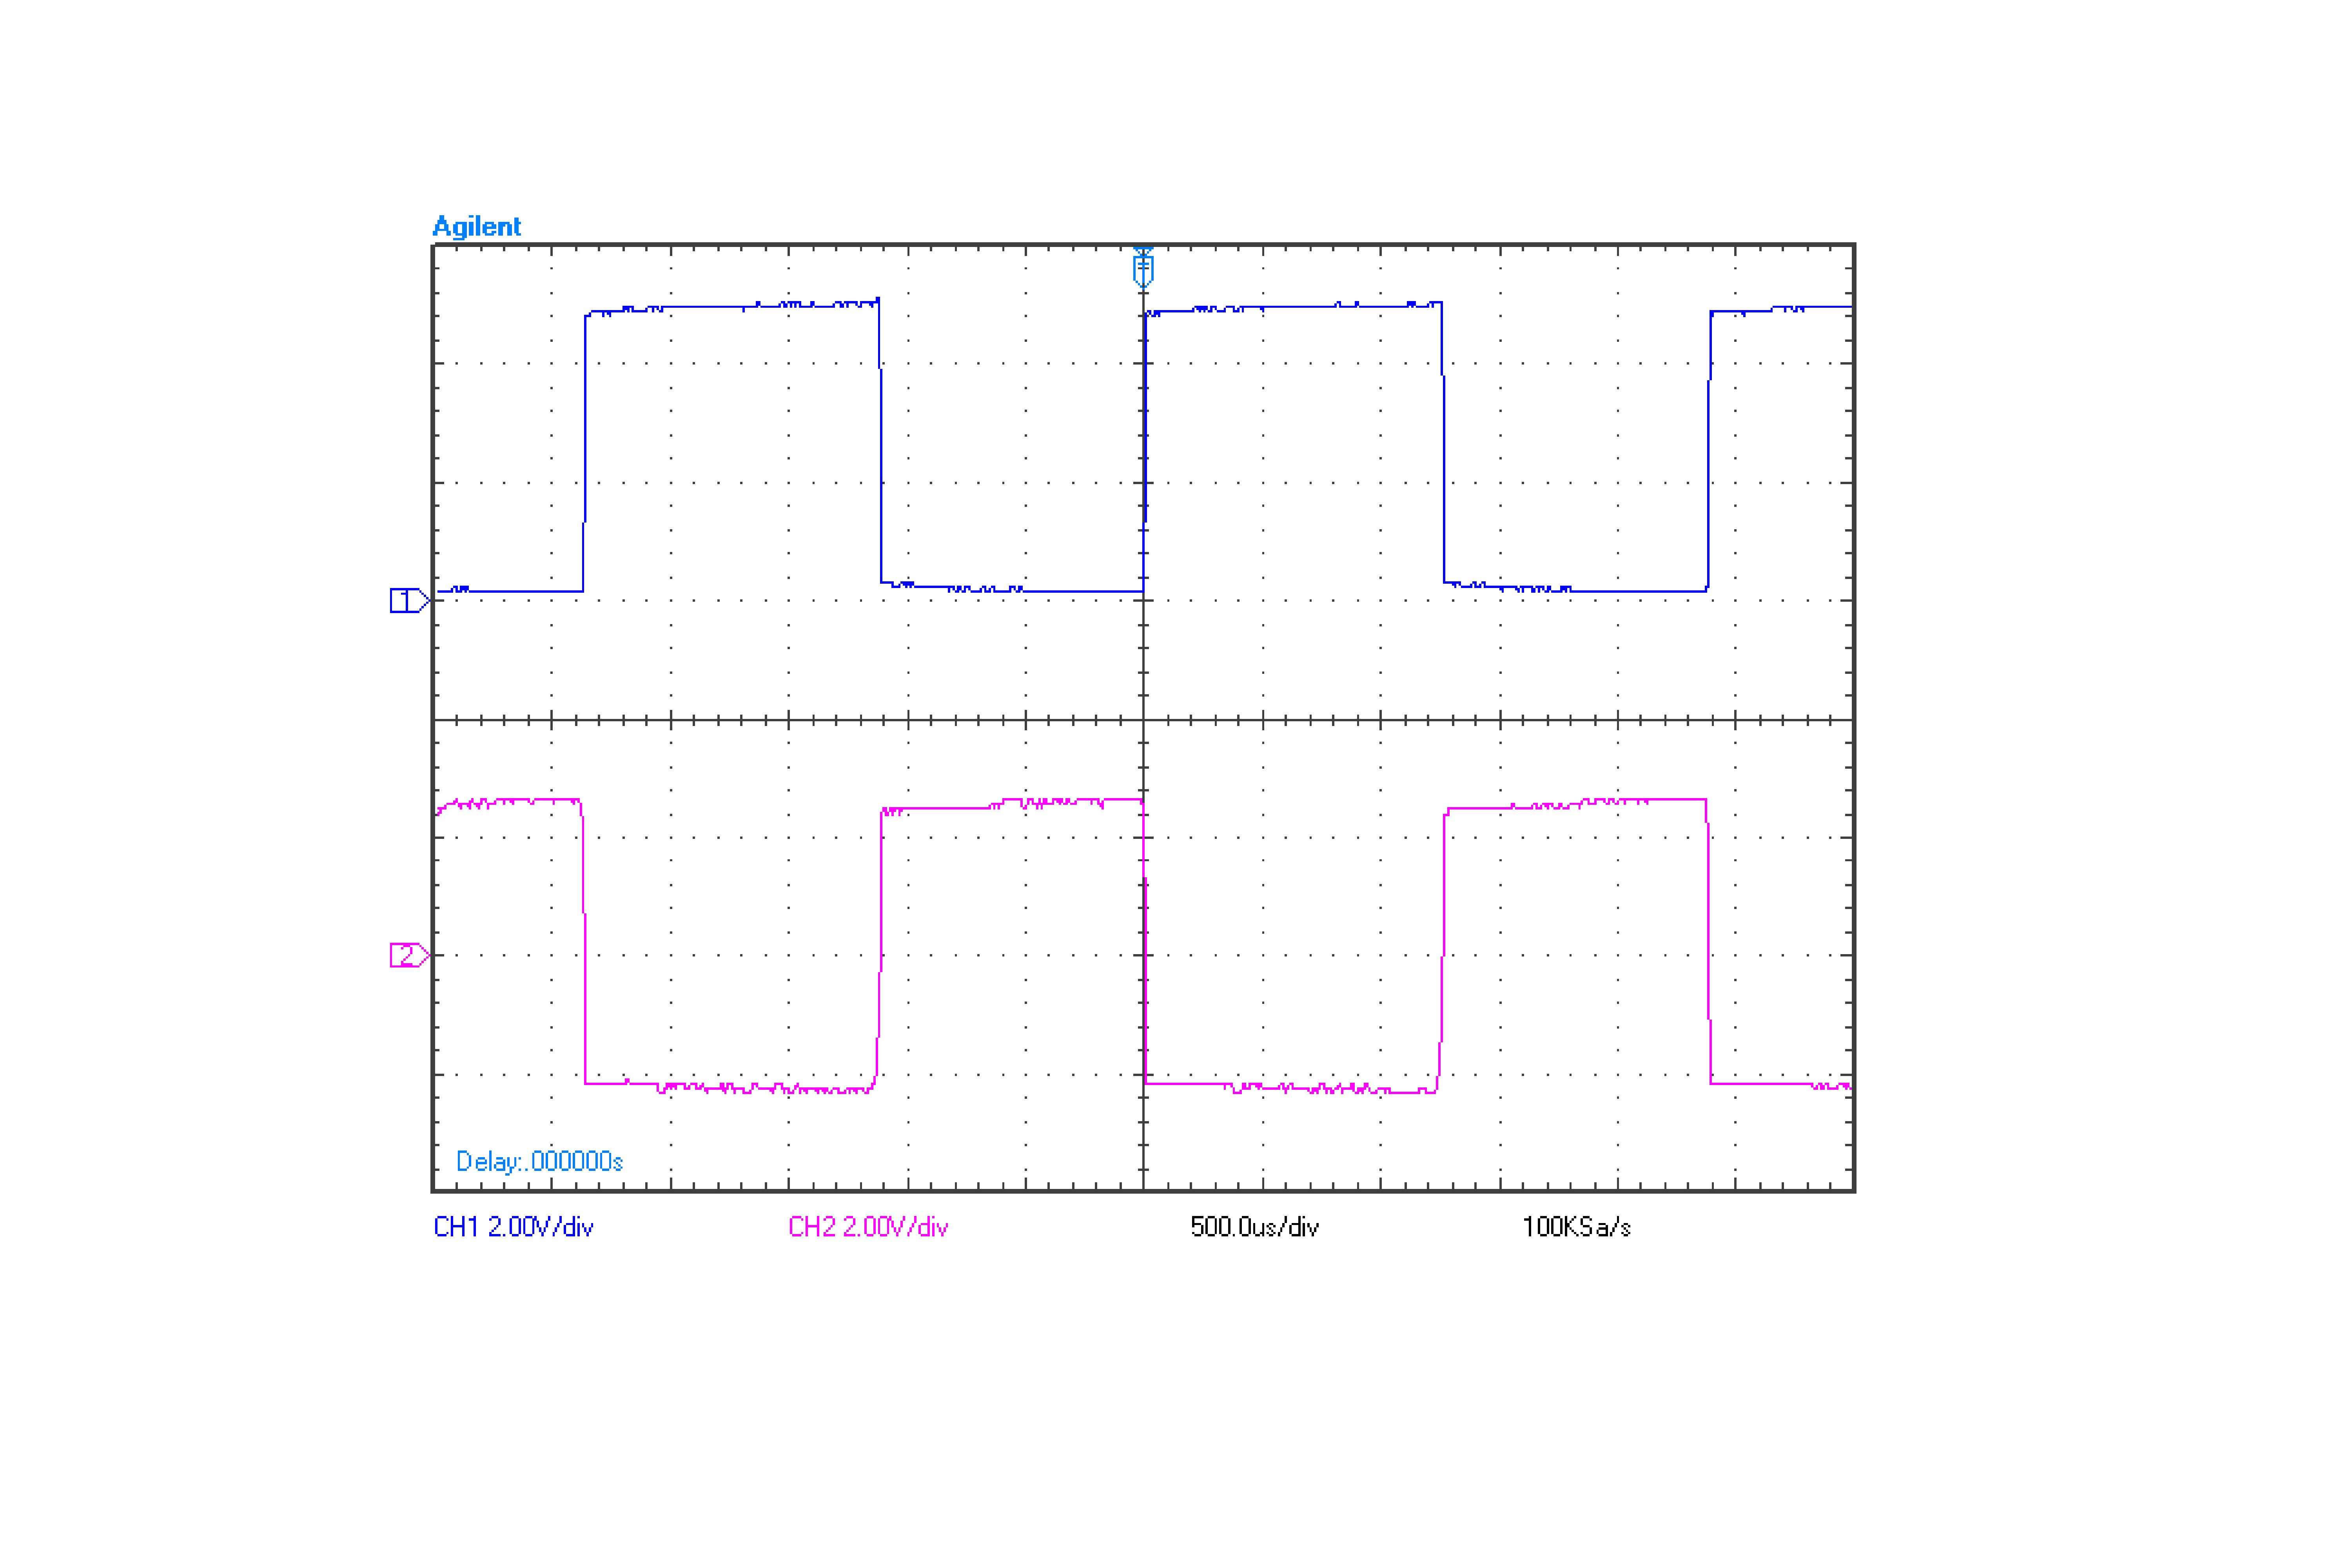 Agilent
1
2
Delay:.000000s
CH1 2.00V/div CH2 2.00V/div 500.0us/div 100KSa/s